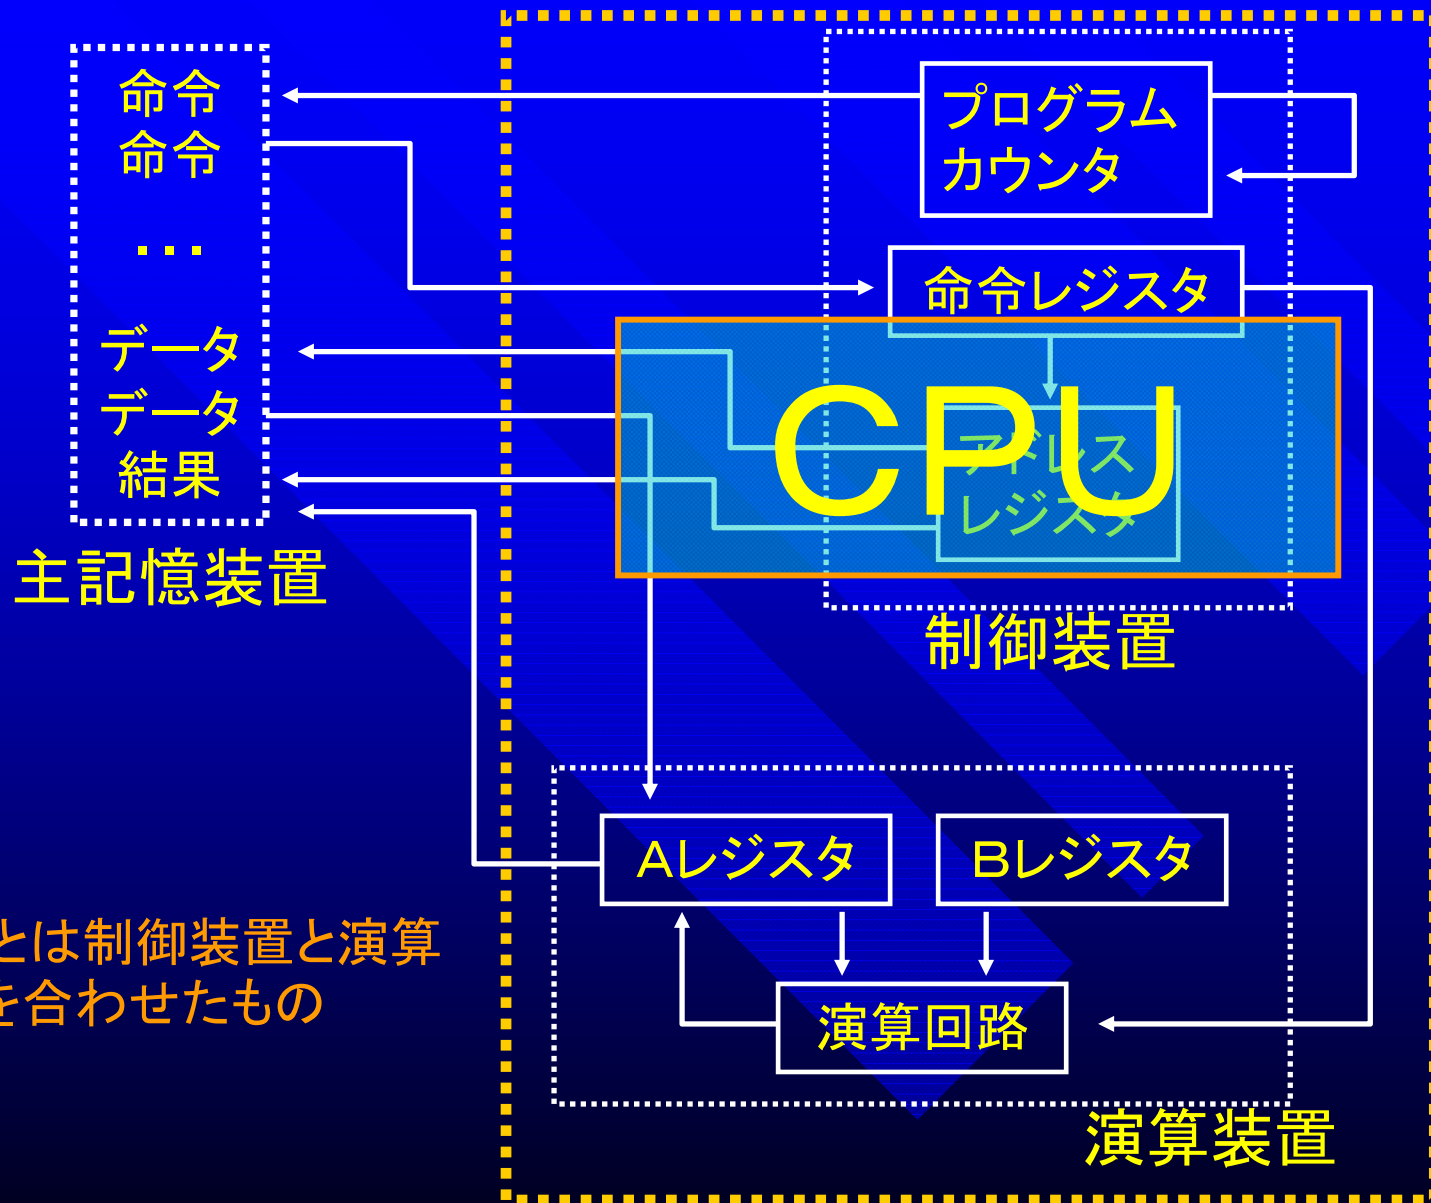 命令
命令
・・・
データ
データ
結果
主記憶装置
プログラム
カウンタ
命令レジスタ
CPU
アドレス
レジスタ
制御装置
Aレジスタ
Bレジスタ
演算回路
演算装置
とは制御装置と演算
を合わせたもの